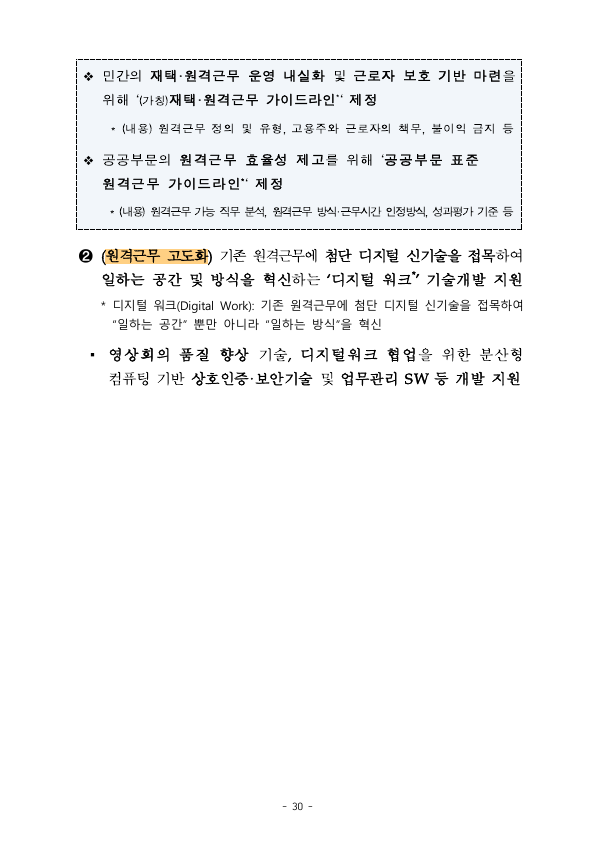 ❖ 민간의 재택·원격근무 운영 내실화 및 근로자 보호 기반 마련을
위해 ‘(가칭)재택·원격근무 가이드라인*‘ 제정
* (내용) 원격근무 정의 및 유형, 고용주와 근로자의 책무, 불이익 금지 등
❖ 공공부문의 원격근무 효율성 제고를 위해 ‘공공부문 표준
원격근무 가이드라인*‘ 제정
* (내용) 원격근무 가능 직무 분석, 원격근무 방식·근무시간 인정방식, 성과평가 기준 등
❷ (원격근무 고도화) 기존 원격근무에 첨단 디지털 신기술을 접목하여
일하는 공간 및 방식을 혁신하는 ‘디지털 워크*’ 기술개발 지원
* 디지털 워크(Digital Work): 기존 원격근무에 첨단 디지털 신기술을 접목하여
“일하는 공간” 뿐만 아니라 “일하는 방식”을 혁신
▪ 영상회의 품질 향상 기술, 디지털워크 협업을 위한 분산형
컴퓨팅 기반 상호인증·보안기술 및 업무관리 SW 등 개발 지원
- 30 -